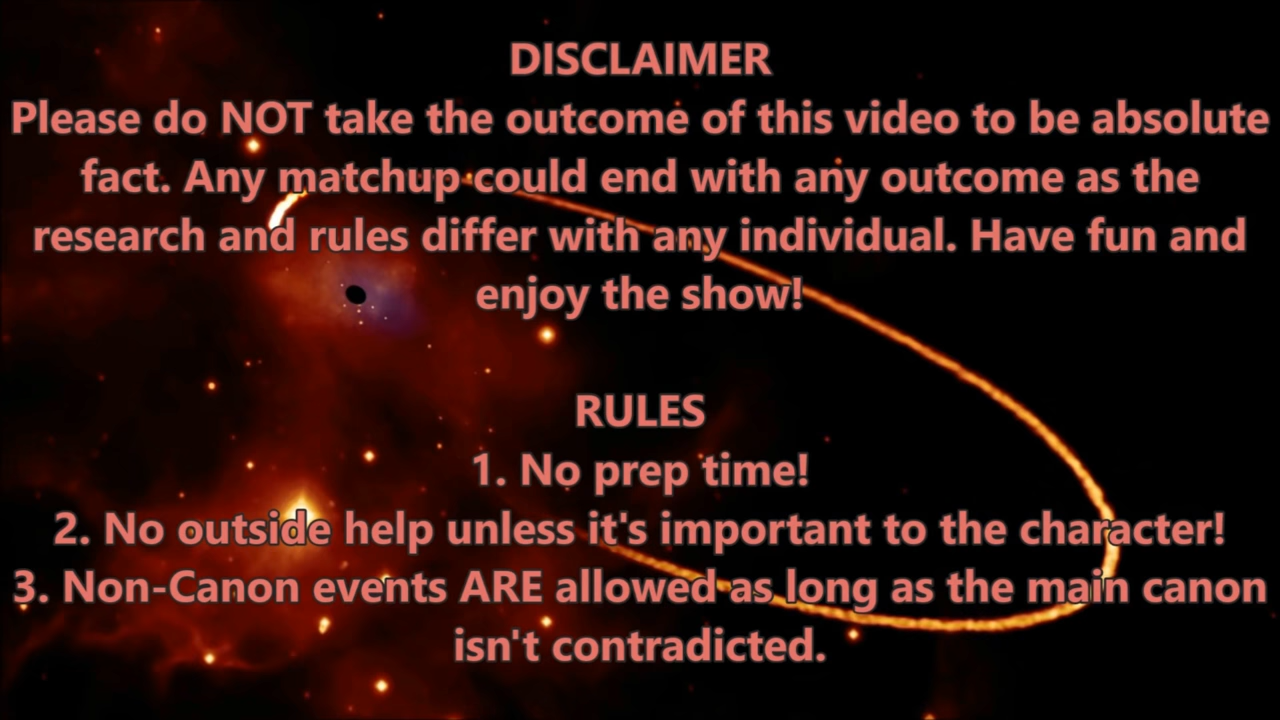 DISCLAIMER
Please do NOT take the outcome of this video to be absolute
fact. Any matchup could end with any outcome as the
research and rules differ with any individual. Have fun and
enjoy the show!
RULES
1. No prep time!
2. No outside help unless it's important to the character!
3. Non-Canon events ARE allowed as long as the main canon
isn't contradicted.